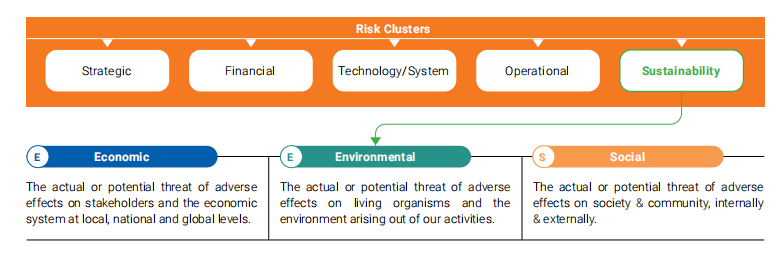 Risk Clusters
Strategic
Financial
Technology/System
Operational
Sustainability
E Economic
The actual or potential threat of adverse
effects on stakeholders and the economic
system at local, national and global levels.
E Environmental
The actual or potential threat of adverse
effects on living organisms and the
environment arising out of our activities.
S Social
The actual or potential threat of adverse
effects on society & community, internally
& externally.